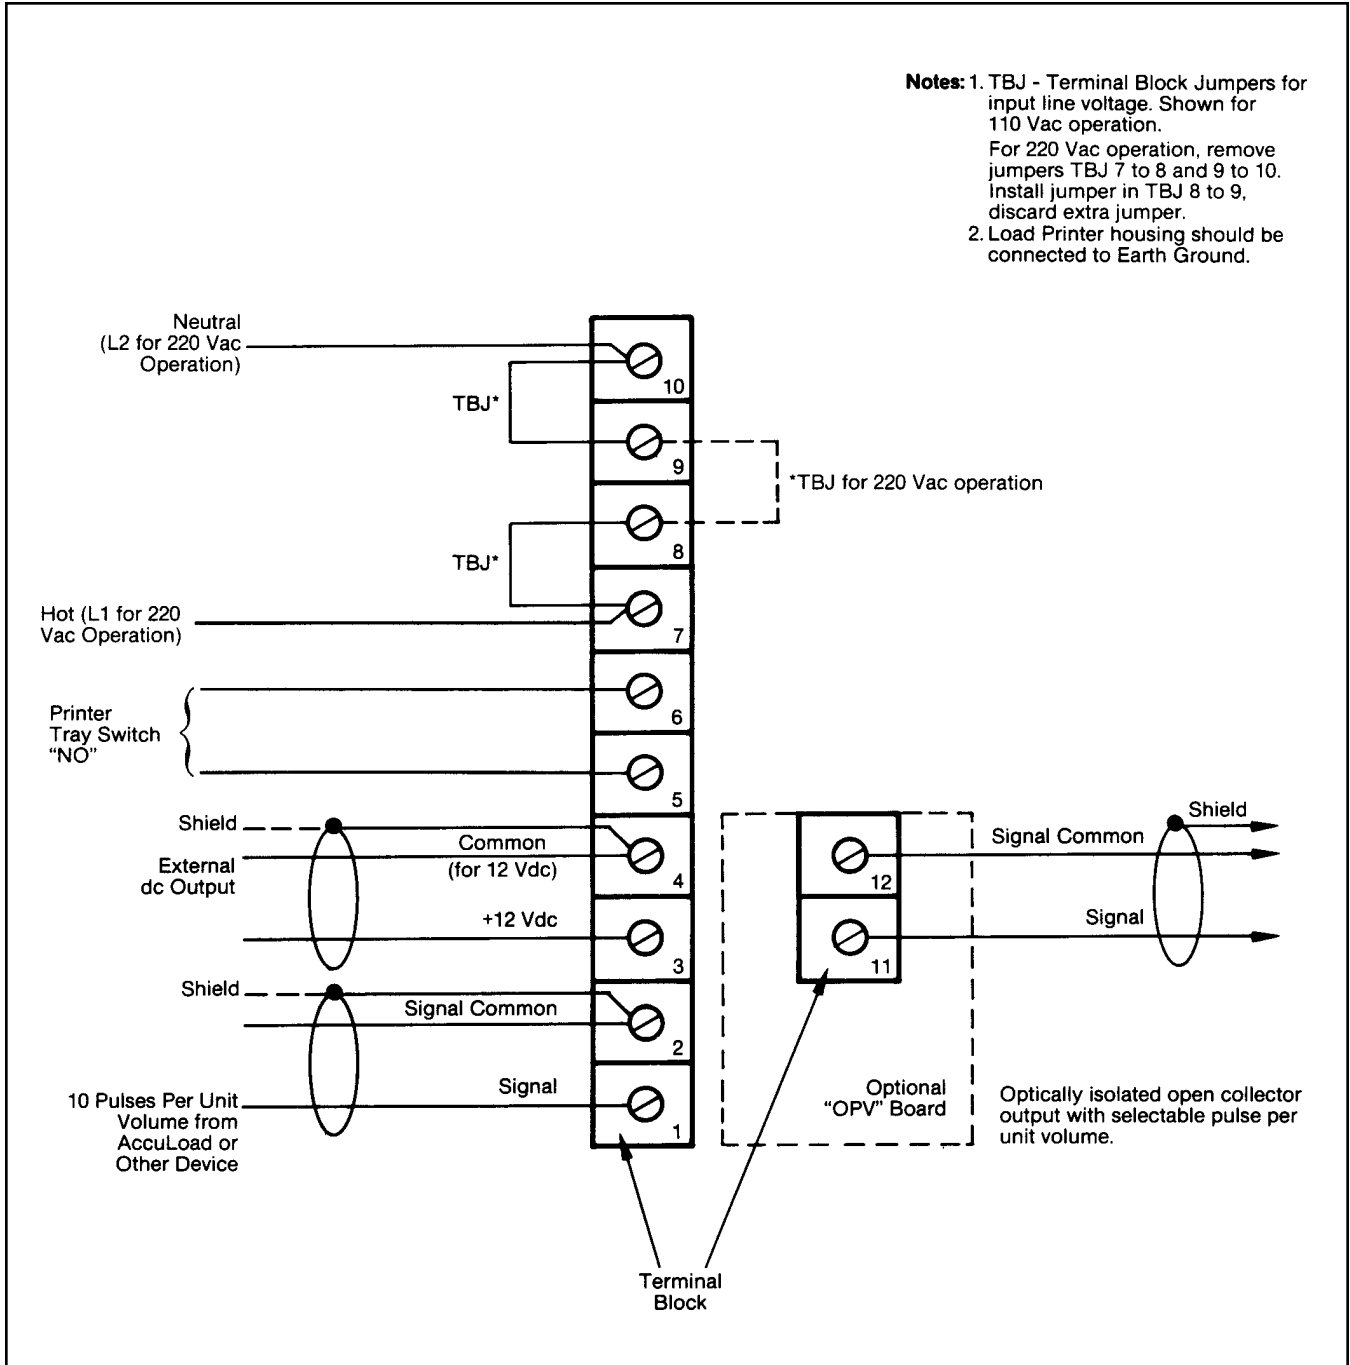 Notes: 1. TBJ - Terminal Block Jumpers for
input line voltage. Shown for
110 Vac operation.
For 220 Vac operation, remove
jumpers TBJ 7 to 8 and 9 to 10.
Install jumper in TBJ 8 to 9,
discard extra jumper.
2. Load Printer housing should be
connected to Earth Ground.
Neutral
(L2 for 220 Vac
Operation)
10
TBJ*
9
*TBJ for 220 Vac operation
8
TBJ*
Hot (L1 for 220
Vac Operation)
7
Printer
Tray Switch
“NO”
6
5
Shield
External
dc Output
Common
(for 12 Vdc)
4
+12 Vdc
3
Shield
Signal Common
2
10 Pulses Per Unit
Volume from
AccuLoad or
Other Device
Signal
1
Shield
Signal Common
12
Signal
11
Optional
“OPV” Board
Optically isolated open collector
output with selectable pulse per
unit volume.
Terminal
Block